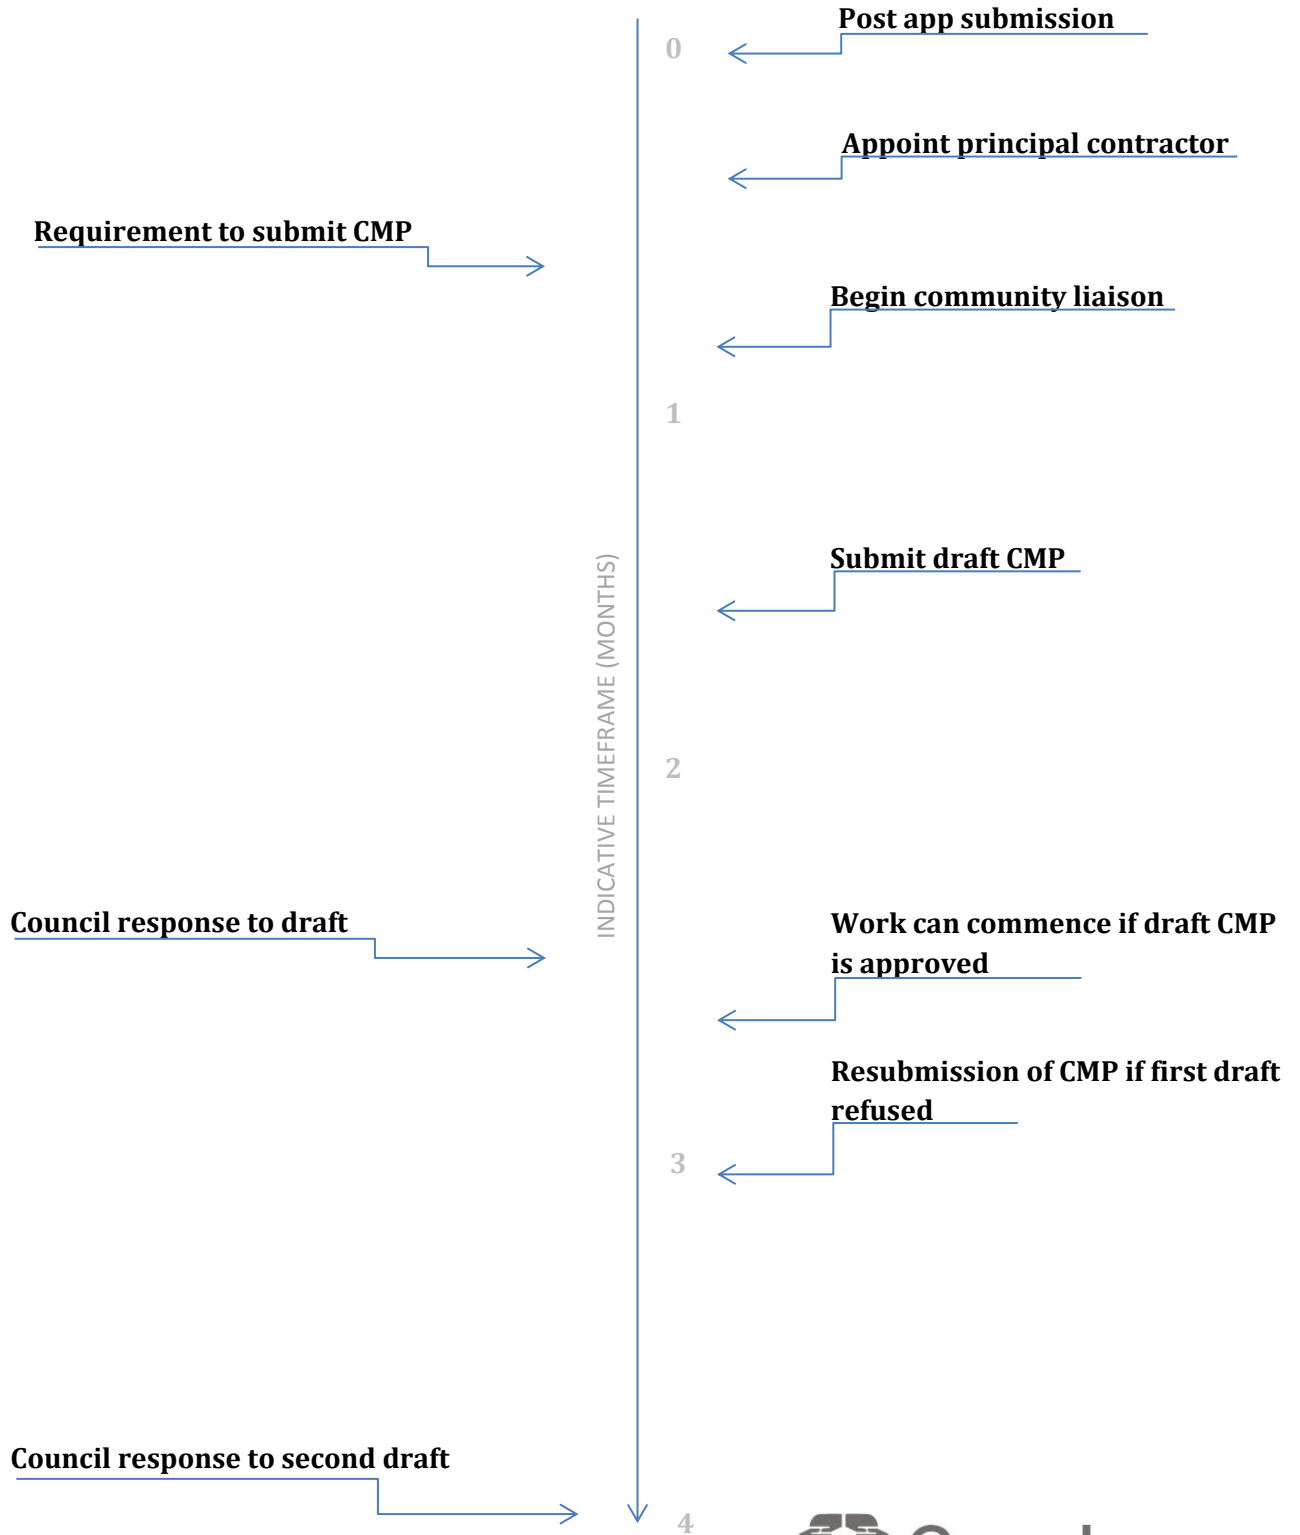 Post app submission
0
Appoint principal contractor
Requirement to submit CMP
Begin community liaison
1
Submit draft CMP
INDICATIVE TIMEFRAME (MONTHS)
2
Council response to draft
Work can commence if draft CMP
is approved
Resubmission of CMP if first draft
refused
3
Council response to second draft
4